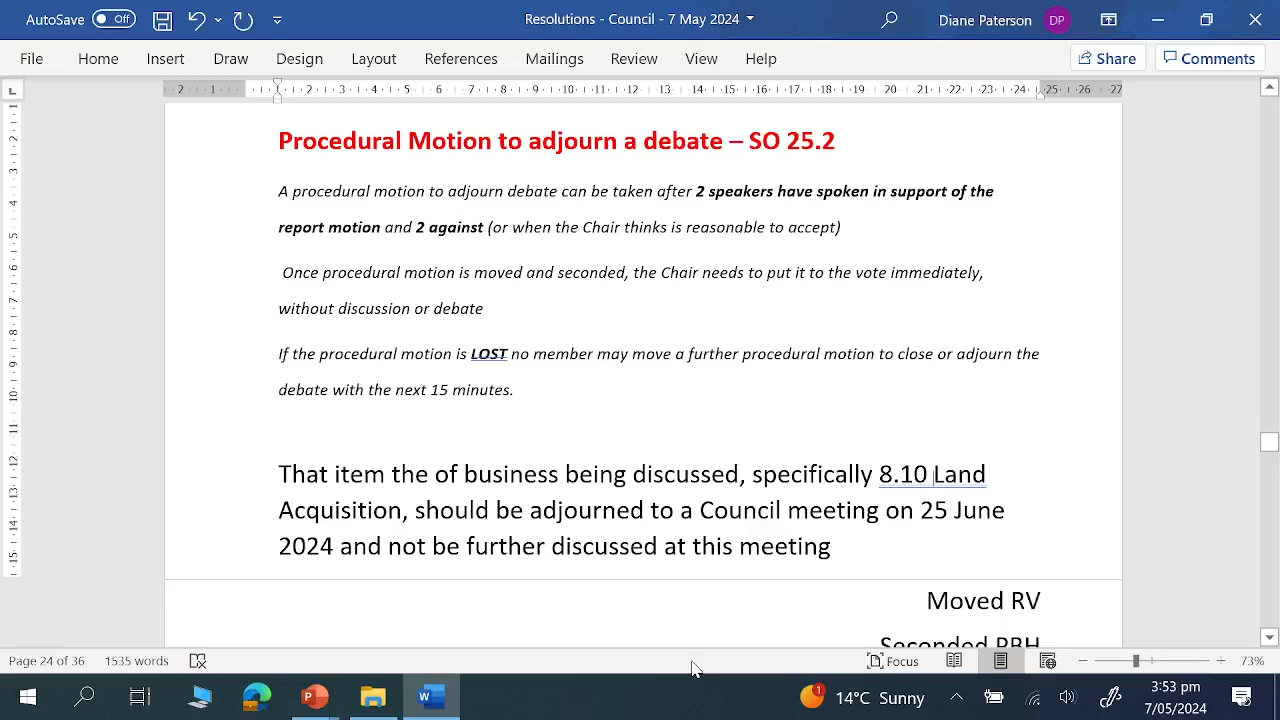 AutoSave Off Resolutions - Council - 7 May 2024 Diane Paterson DP
File Home Insert Draw Design Layout References Mailings Review View Help Share Comments
Procedural Motion to adjourn a debate – SO 25.2
A procedural motion to adjourn debate can be taken after 2 speakers have spoken in support of the
report motion and 2 against (or when the Chair thinks is reasonable to accept)
Once procedural motion is moved and seconded, the Chair needs to put it to the vote immediately,
without discussion or debate
If the procedural motion is LOST no member may move a further procedural motion to close or adjourn the
debate with the next 15 minutes.
That item the of business being discussed, specifically 8.10 Land
Acquisition, should be adjourned to a Council meeting on 25 June
2024 and not be further discussed at this meeting
Moved RV
Seconded PBH
Page 24 of 36 1535 words Focus 73%
1 14°C Sunny 3:53 pm
7/05/2024